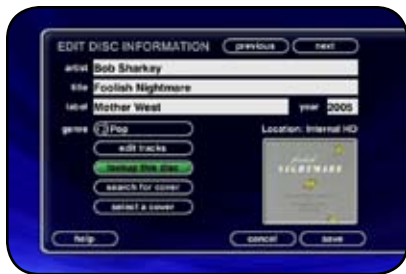 EDIT DISC INFORMATION previous next
artist Bob Sharkey
title Foolish Nightmare
label Mother West year 2005
genre Pop Location: Internal HD
edit tracks
lookup this disc
search for cover
select a cover
NIGHTMARE
help cancel save